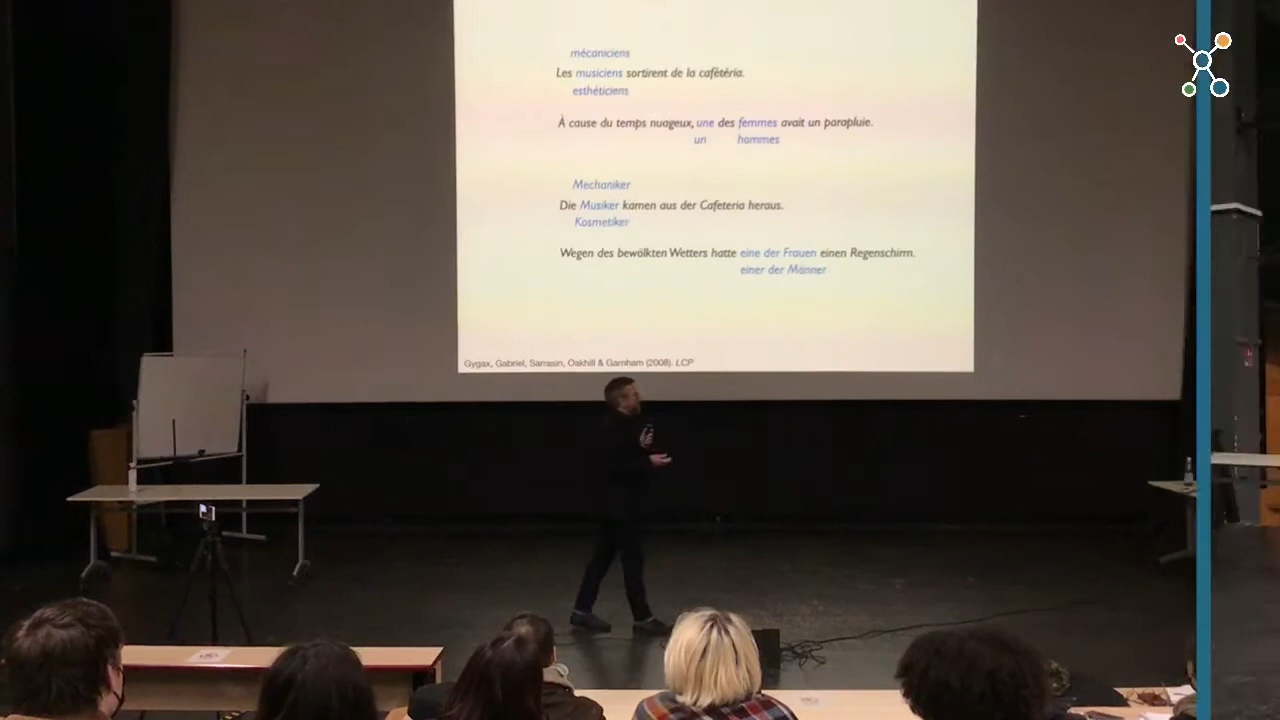 mécaniciens
Les musiciens sortirent de la cafétéria.
esthéticiens
À cause du temps nuageux, une des femmes avait un parapluie.
un hommes
Mechaniker
Die Musiker kamen aus der Cafeteria heraus.
Kosmetiker
Wegen des bewölkten Wetters hatte eine der Frauen einen Regenschirm.
einer der Männer
Gygax, Gabriel, Sarrasin, Oakhill & Garnham (2008). LCP